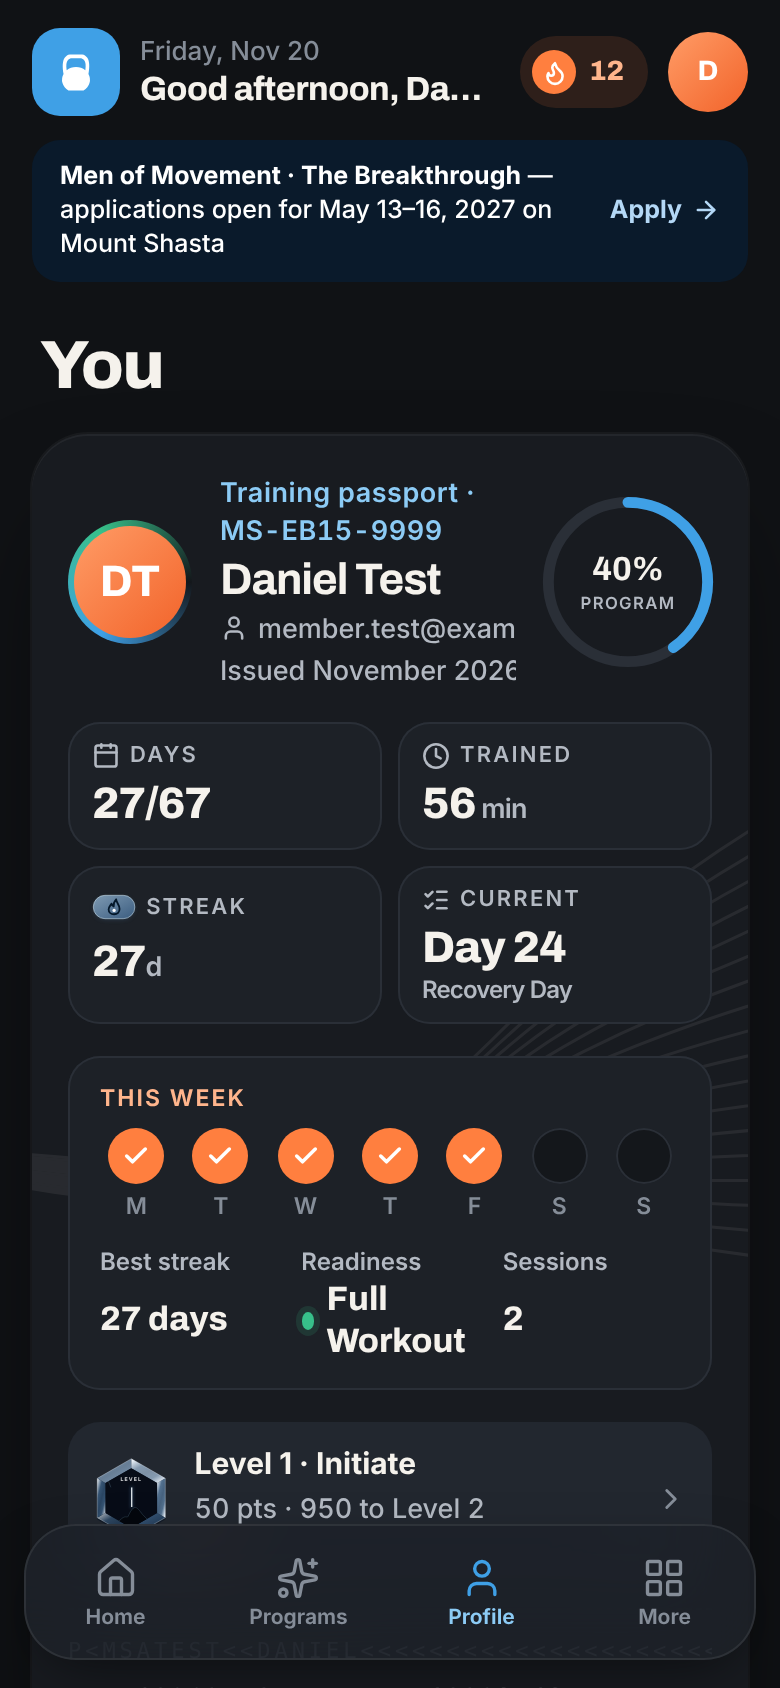 Friday, Nov 20
Good afternoon, Da...
12
D
Men of Movement · The Breakthrough —
applications open for May 13–16, 2027 on
Mount Shasta
Apply →
You
Training passport ·
MS-EB15-9999
DT
Daniel Test
member.test@exam
Issued November 2026
40%
PROGRAM
DAYS
27/67
TRAINED
56 min
STREAK
27d
CURRENT
Day 24
Recovery Day
THIS WEEK
M T W T F S S
Best streak
27 days
Readiness
Full
Workout
Sessions
2
LEVEL
Level 1 · Initiate
50 pts · 950 to Level 2
Home
Programs
Profile
More
P<MSATEST<<DANIEL<<<<<<<<<<<<<<<<<<<<<